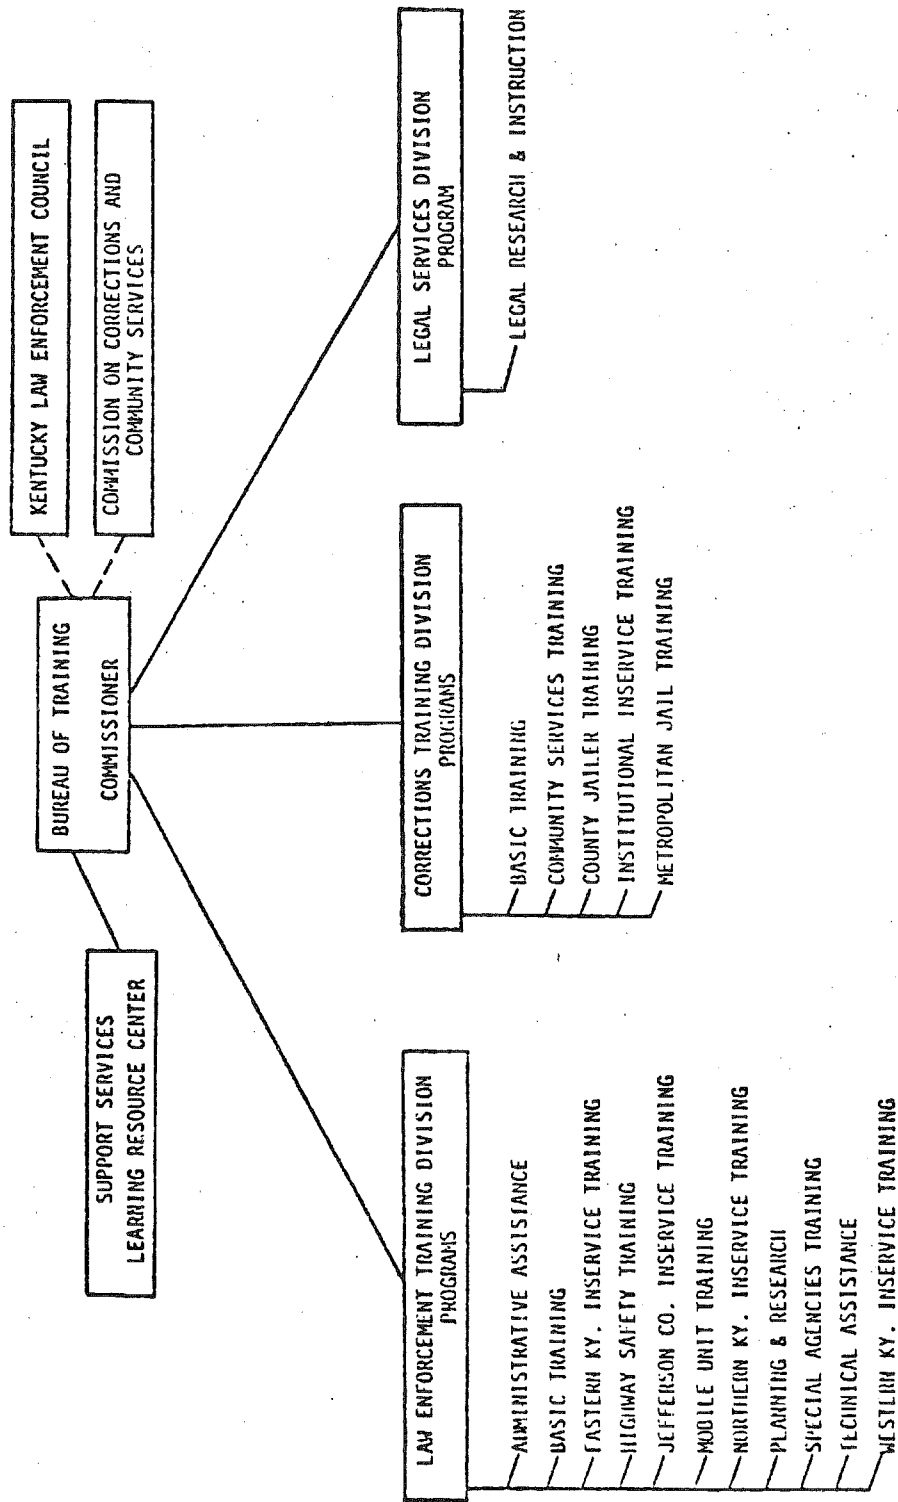 KENTUCKY LAW ENFORCEMENT COUNCIL
COMMISSION ON CORRECTIONS AND
COMMUNITY SERVICES
BUREAU OF TRAINING
COMMISSIONER
SUPPORT SERVICES
LEARNING RESOURCE CENTER
LAW ENFORCEMENT TRAINING DIVISION
PROGRAMS
ADMINISTRATIVE ASSISTANCE
BASIC TRAINING
EASTERN KY. INSERVICE TRAINING
HIGHWAY SAFETY TRAINING
JEFFERSON CO. INSERVICE TRAINING
MOBILE UNIT TRAINING
NORTHERN KY. INSERVICE TRAINING
PLANNING & RESEARCH
SPECIAL AGENCIES TRAINING
TECHNICAL ASSISTANCE
WESTERN KY. INSERVICE TRAINING
CORRECTIONS TRAINING DIVISION
PROGRAMS
BASIC TRAINING
COMMUNITY SERVICES TRAINING
COUNTY JAILER TRAINING
INSTITUTIONAL INSERVICE TRAINING
METROPOLITAN JAIL TRAINING
LEGAL SERVICES DIVISION
PROGRAM
LEGAL RESEARCH & INSTRUCTION